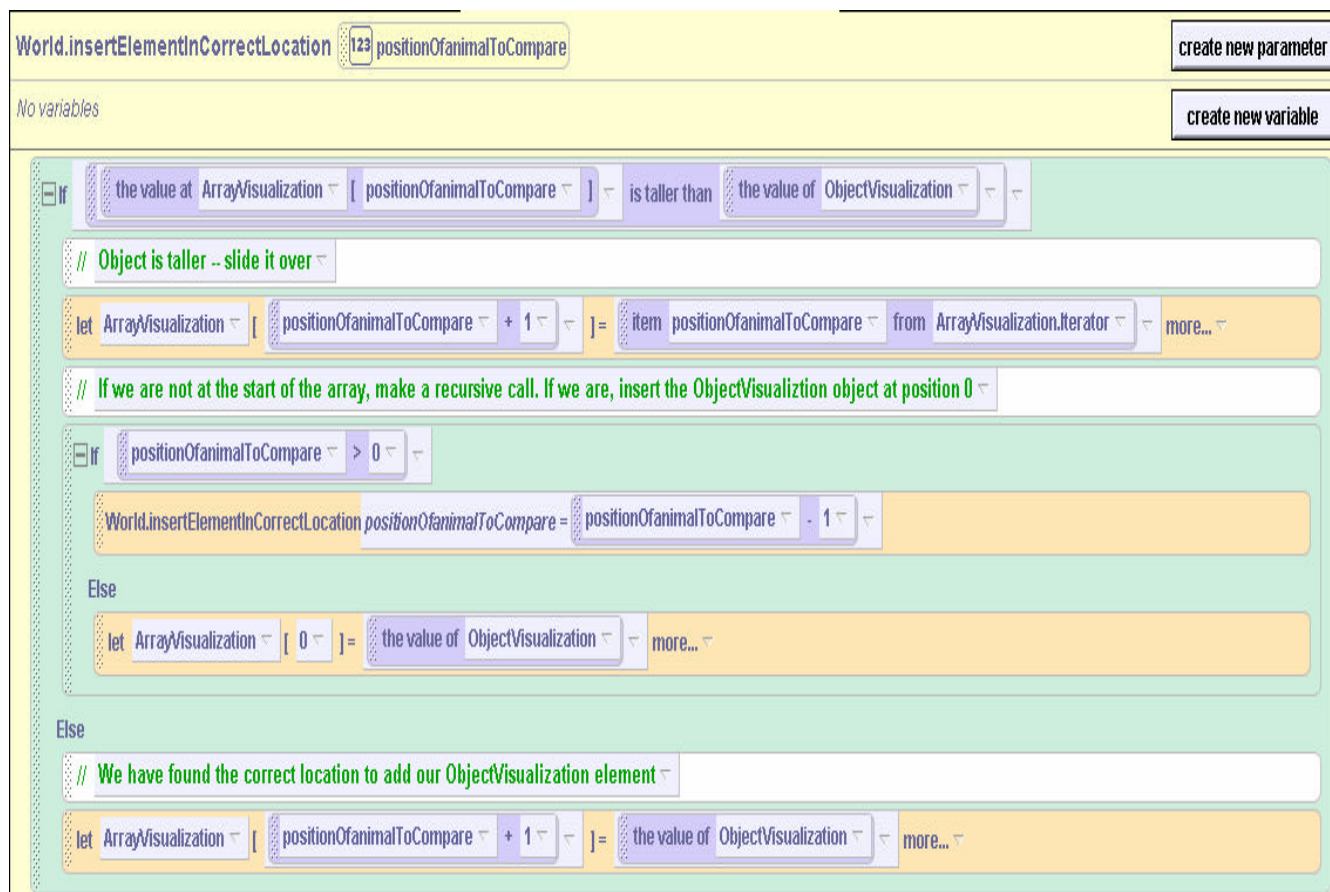 World.insertElementInCorrectLocation 123 positionOfanimalToCompare create new parameter
No variables create new variable
If the value at ArrayVisualization [ positionOfanimalToCompare ] is taller than the value of ObjectVisualization
// Object is taller -- slide it over
let ArrayVisualization [ positionOfanimalToCompare + 1 ] = item positionOfanimalToCompare from ArrayVisualization.Iterator more...
// If we are not at the start of the array, make a recursive call. If we are, insert the ObjectVisualiztion object at position 0
If positionOfanimalToCompare > 0
World.insertElementInCorrectLocation positionOfanimalToCompare = positionOfanimalToCompare - 1
Else
let ArrayVisualization [ 0 ] = the value of ObjectVisualization more...
Else
// We have found the correct location to add our ObjectVisualization element
let ArrayVisualization [ positionOfanimalToCompare + 1 ] = the value of ObjectVisualization more...